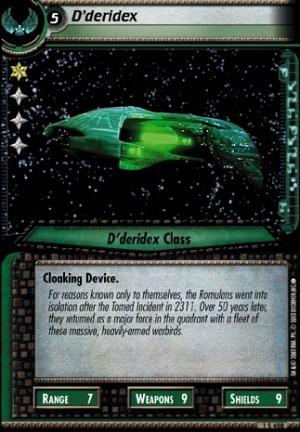 5 D'deridex
D'deridex Class
Cloaking Device.
For reasons known only to themselves, the Romulans went into
isolation after the Tomed Incident in 2311. Over 50 years later,
they returned as a major force in the quadrant with a fleet of
these massive, heavily-armed warbirds.
RANGE 7 WEAPONS 9 SHIELDS 9